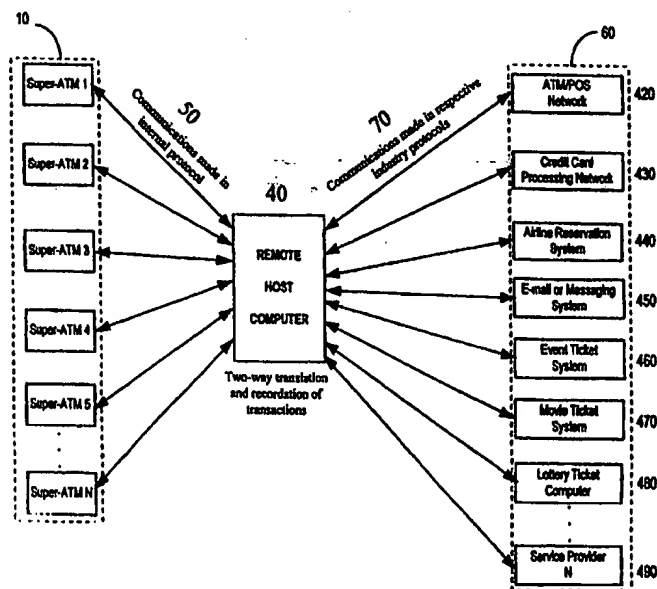 10
60
Super-ATM 1
Super-ATM 2
Super-ATM 3
Super-ATM 4
Super-ATM 5
Super-ATM N
50
Communications made in
internal protocol
70
Communications made in respective
industry protocols
40
REMOTE
HOST
COMPUTER
Two-way translation
and recordation of
transactions
ATM/POS
Network
420
Credit Card
Processing Network
430
Airline Reservation
System
440
E-mail or Messaging
System
450
Event Ticket
System
460
Movie Ticket
System
470
Lottery Ticket
Computer
480
Service Provider
N
490